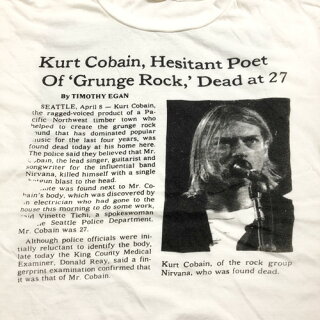 Kurt Cobain, Hesitant Poet
Of 'Grunge Rock,' Dead at 27
By TIMOTHY EGAN
SEATTLE, April 8 — Kurt Cobain,
the ragged-voiced product of a Pa-
cific Northwest timber town who
helped to create the grunge rock
ound that has dominated popular
music for the last four years, was
found dead today at his home here.
The police said they believed that Mr.
bain, the lead singer, guitarist and
songwriter for the influential band
Nirvana, killed himself with a single
gun blast to the head.
te was found next to Mr. Co-
bain's body, which was discovered by
n electrician who had gone to the
house this morning to do some work,
id Vinette Tichi, a spokeswoman
e Seattle Police Department.
Mr. Cobain was 27.
Although police officials were ini-
tially reluctant to identify the body,
late today the King County Medical
Examiner, Donald Reay, said a fin-
gerprint examination confirmed that
it was that of Mr. Cobain.
Kurt Cobain, of the rock group
Nirvana, who was found dead.